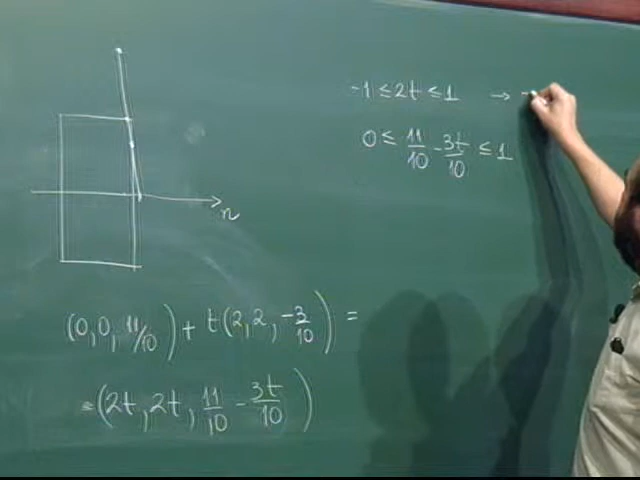 -1 ≤ 2t ≤ 1 → -
0 ≤ 11/10 - 3t/10 ≤ 1
n
(0,0, 11/10) + t(2,2, -3/10) =
=(2t, 2t, 11/10 - 3t/10)